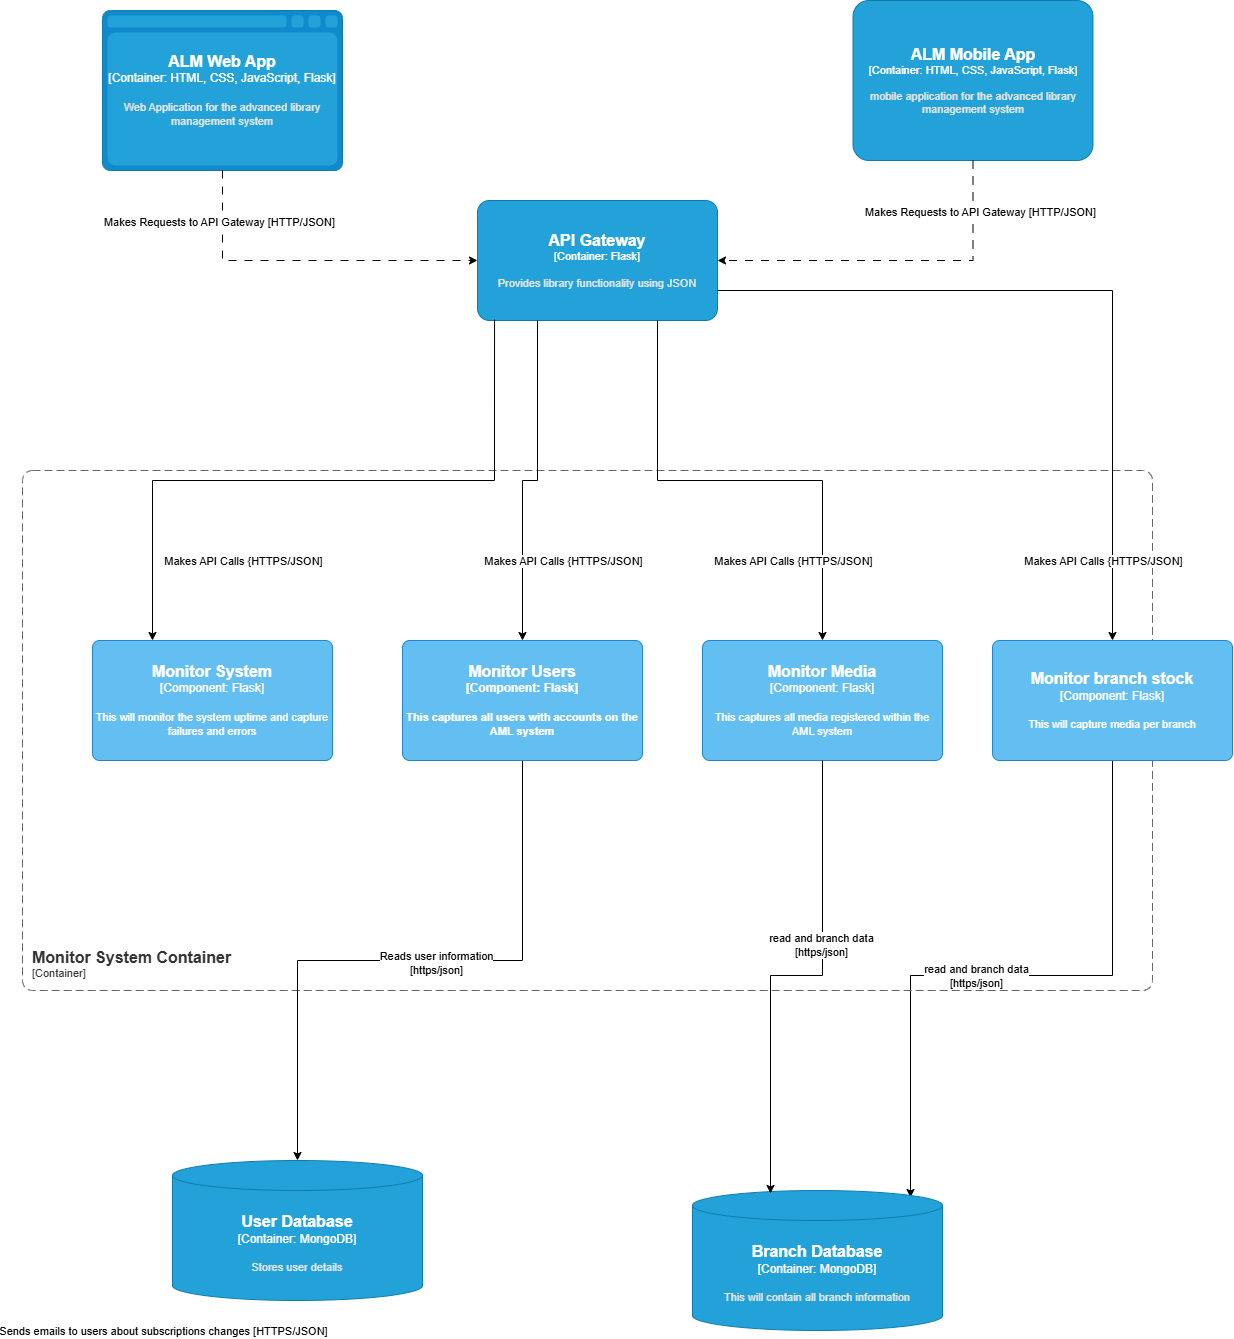 ALM Web App
[Container: HTML, CSS, JavaScript, Flask]
Web Application for the advanced library
management system
ALM Mobile App
[Container: HTML, CSS, JavaScript, Flask]
mobile application for the advanced library
management system
Makes Requests to API Gateway [HTTP/JSON]
Makes Requests to API Gateway [HTTP/JSON]
API Gateway
[Container: Flask]
Provides library functionality using JSON
Makes API Calls {HTTPS/JSON]
Makes API Calls {HTTPS/JSON]
Makes API Calls {HTTPS/JSON]
Makes API Calls {HTTPS/JSON]
Monitor System
[Component: Flask]
This will monitor the system uptime and capture
failures and errors
Monitor Users
[Component: Flask]
This captures all users with accounts on the
AML system
Monitor Media
[Component: Flask]
This captures all media registered within the
AML system
Monitor branch stock
[Component: Flask]
This will capture media per branch
Monitor System Container
[Container]
Reads user information
[https/json]
read and branch data
[https/json]
read and branch data
[https/json]
User Database
[Container: MongoDB]
Stores user details
Branch Database
[Container: MongoDB]
This will contain all branch information
Sends emails to users about subscriptions changes [HTTPS/JSON]